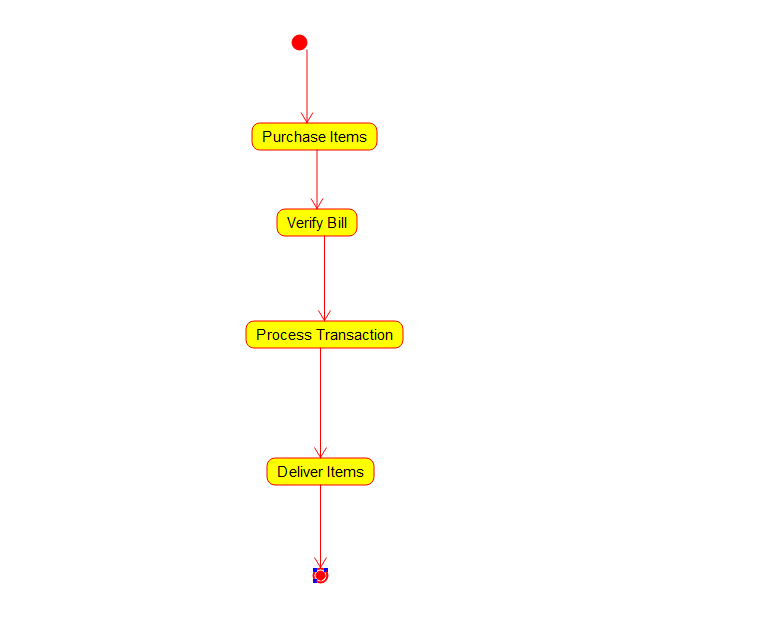 Purchase Items
Verify Bill
Process Transaction
Deliver Items